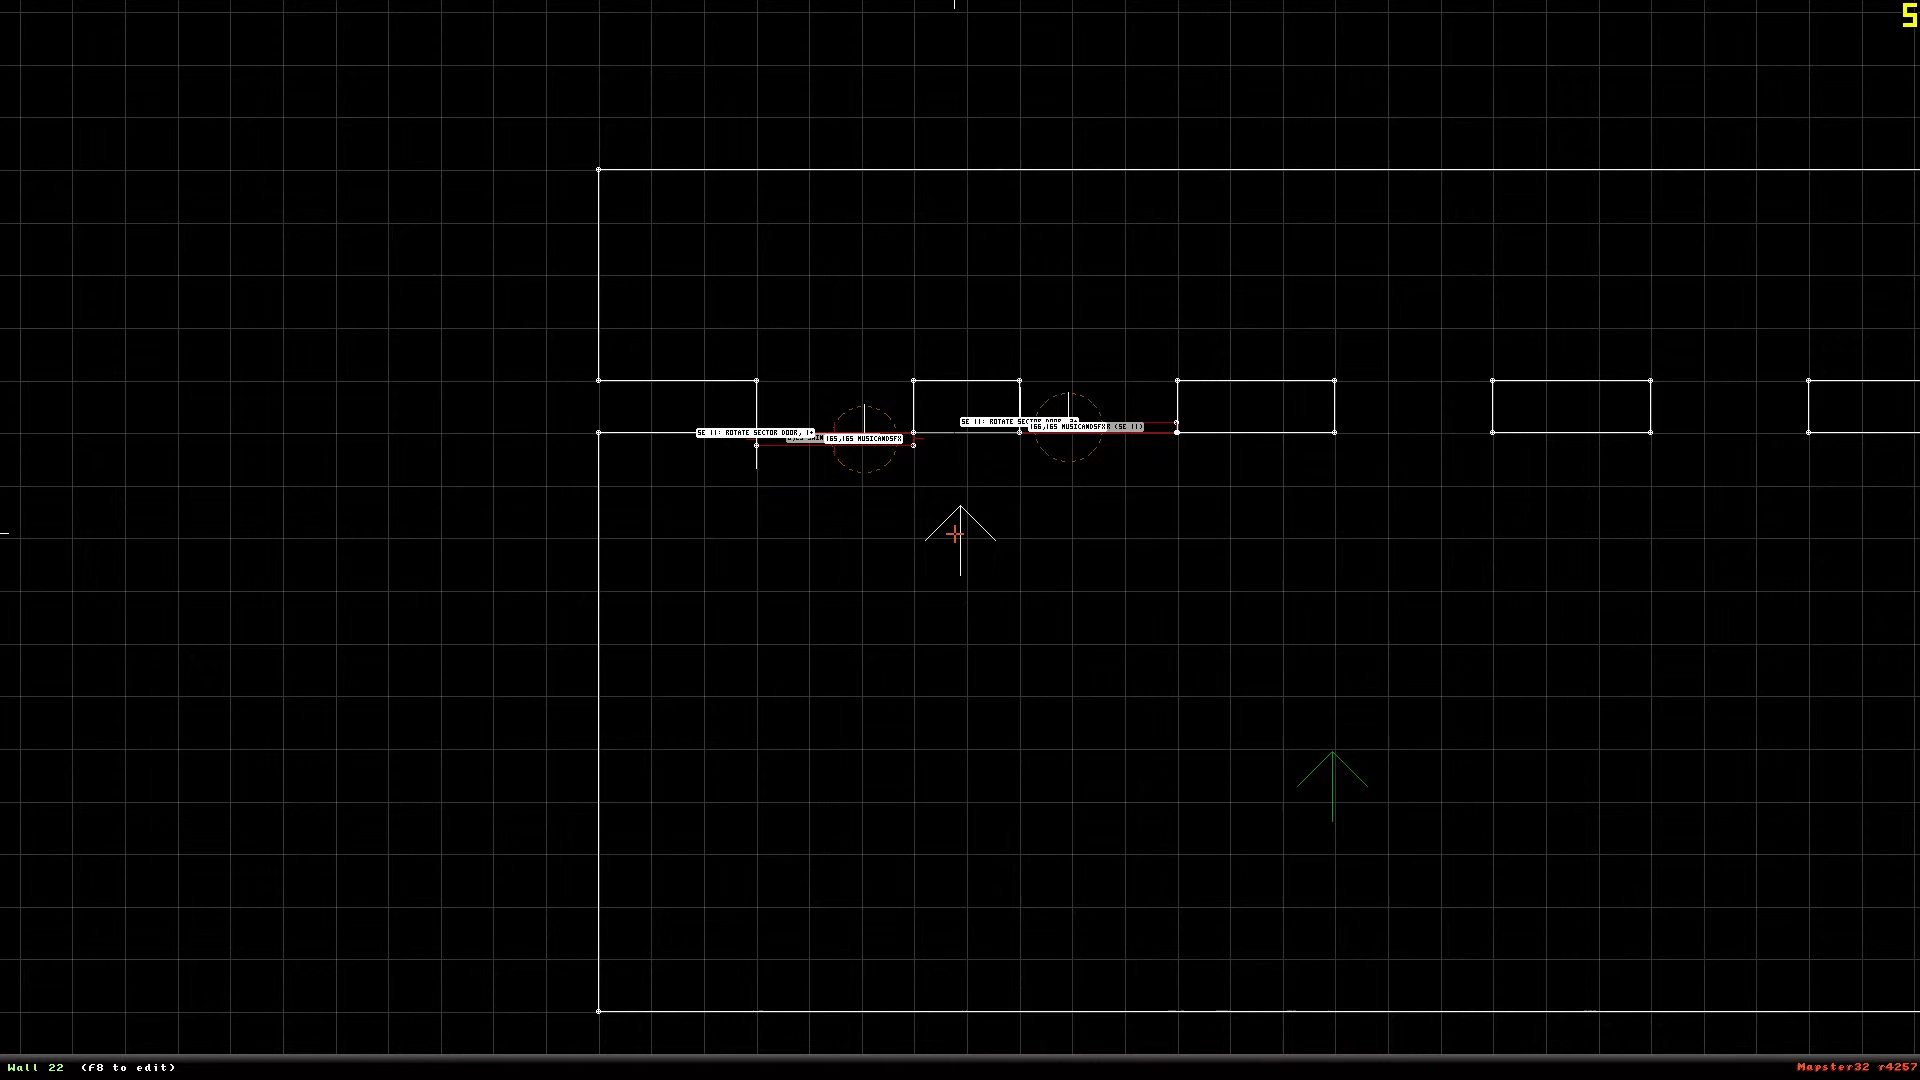 5
SE 11: ROTATE SECTOR DOOR,
SE 11: ROTATE SECTOR DOOR, 1+
166,165 MUSICANDSFX
(SE 11)
165,165 MUSICANDSFX
Wall 22 (f8 to edit)
Mapster32 r4257